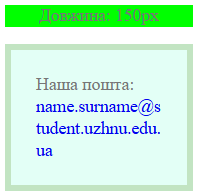 Довжина: 150px
Наша пошта:
name.surname@s
tudent.uzhnu.edu.
ua